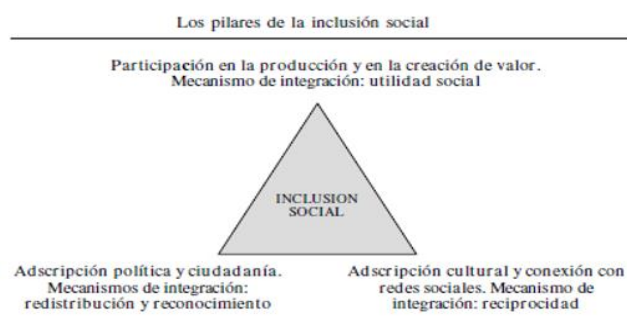 Los pilares de la inclusión social
Participación en la producción y en la creación de valor.
Mecanismo de integración: utilidad social
INCLUSION
SOCIAL
Adscripción política y ciudadanía.
Mecanismos de integración:
redistribución y reconocimiento
Adscripción cultural y conexión con
redes sociales. Mecanismo de
integración: reciprocidad